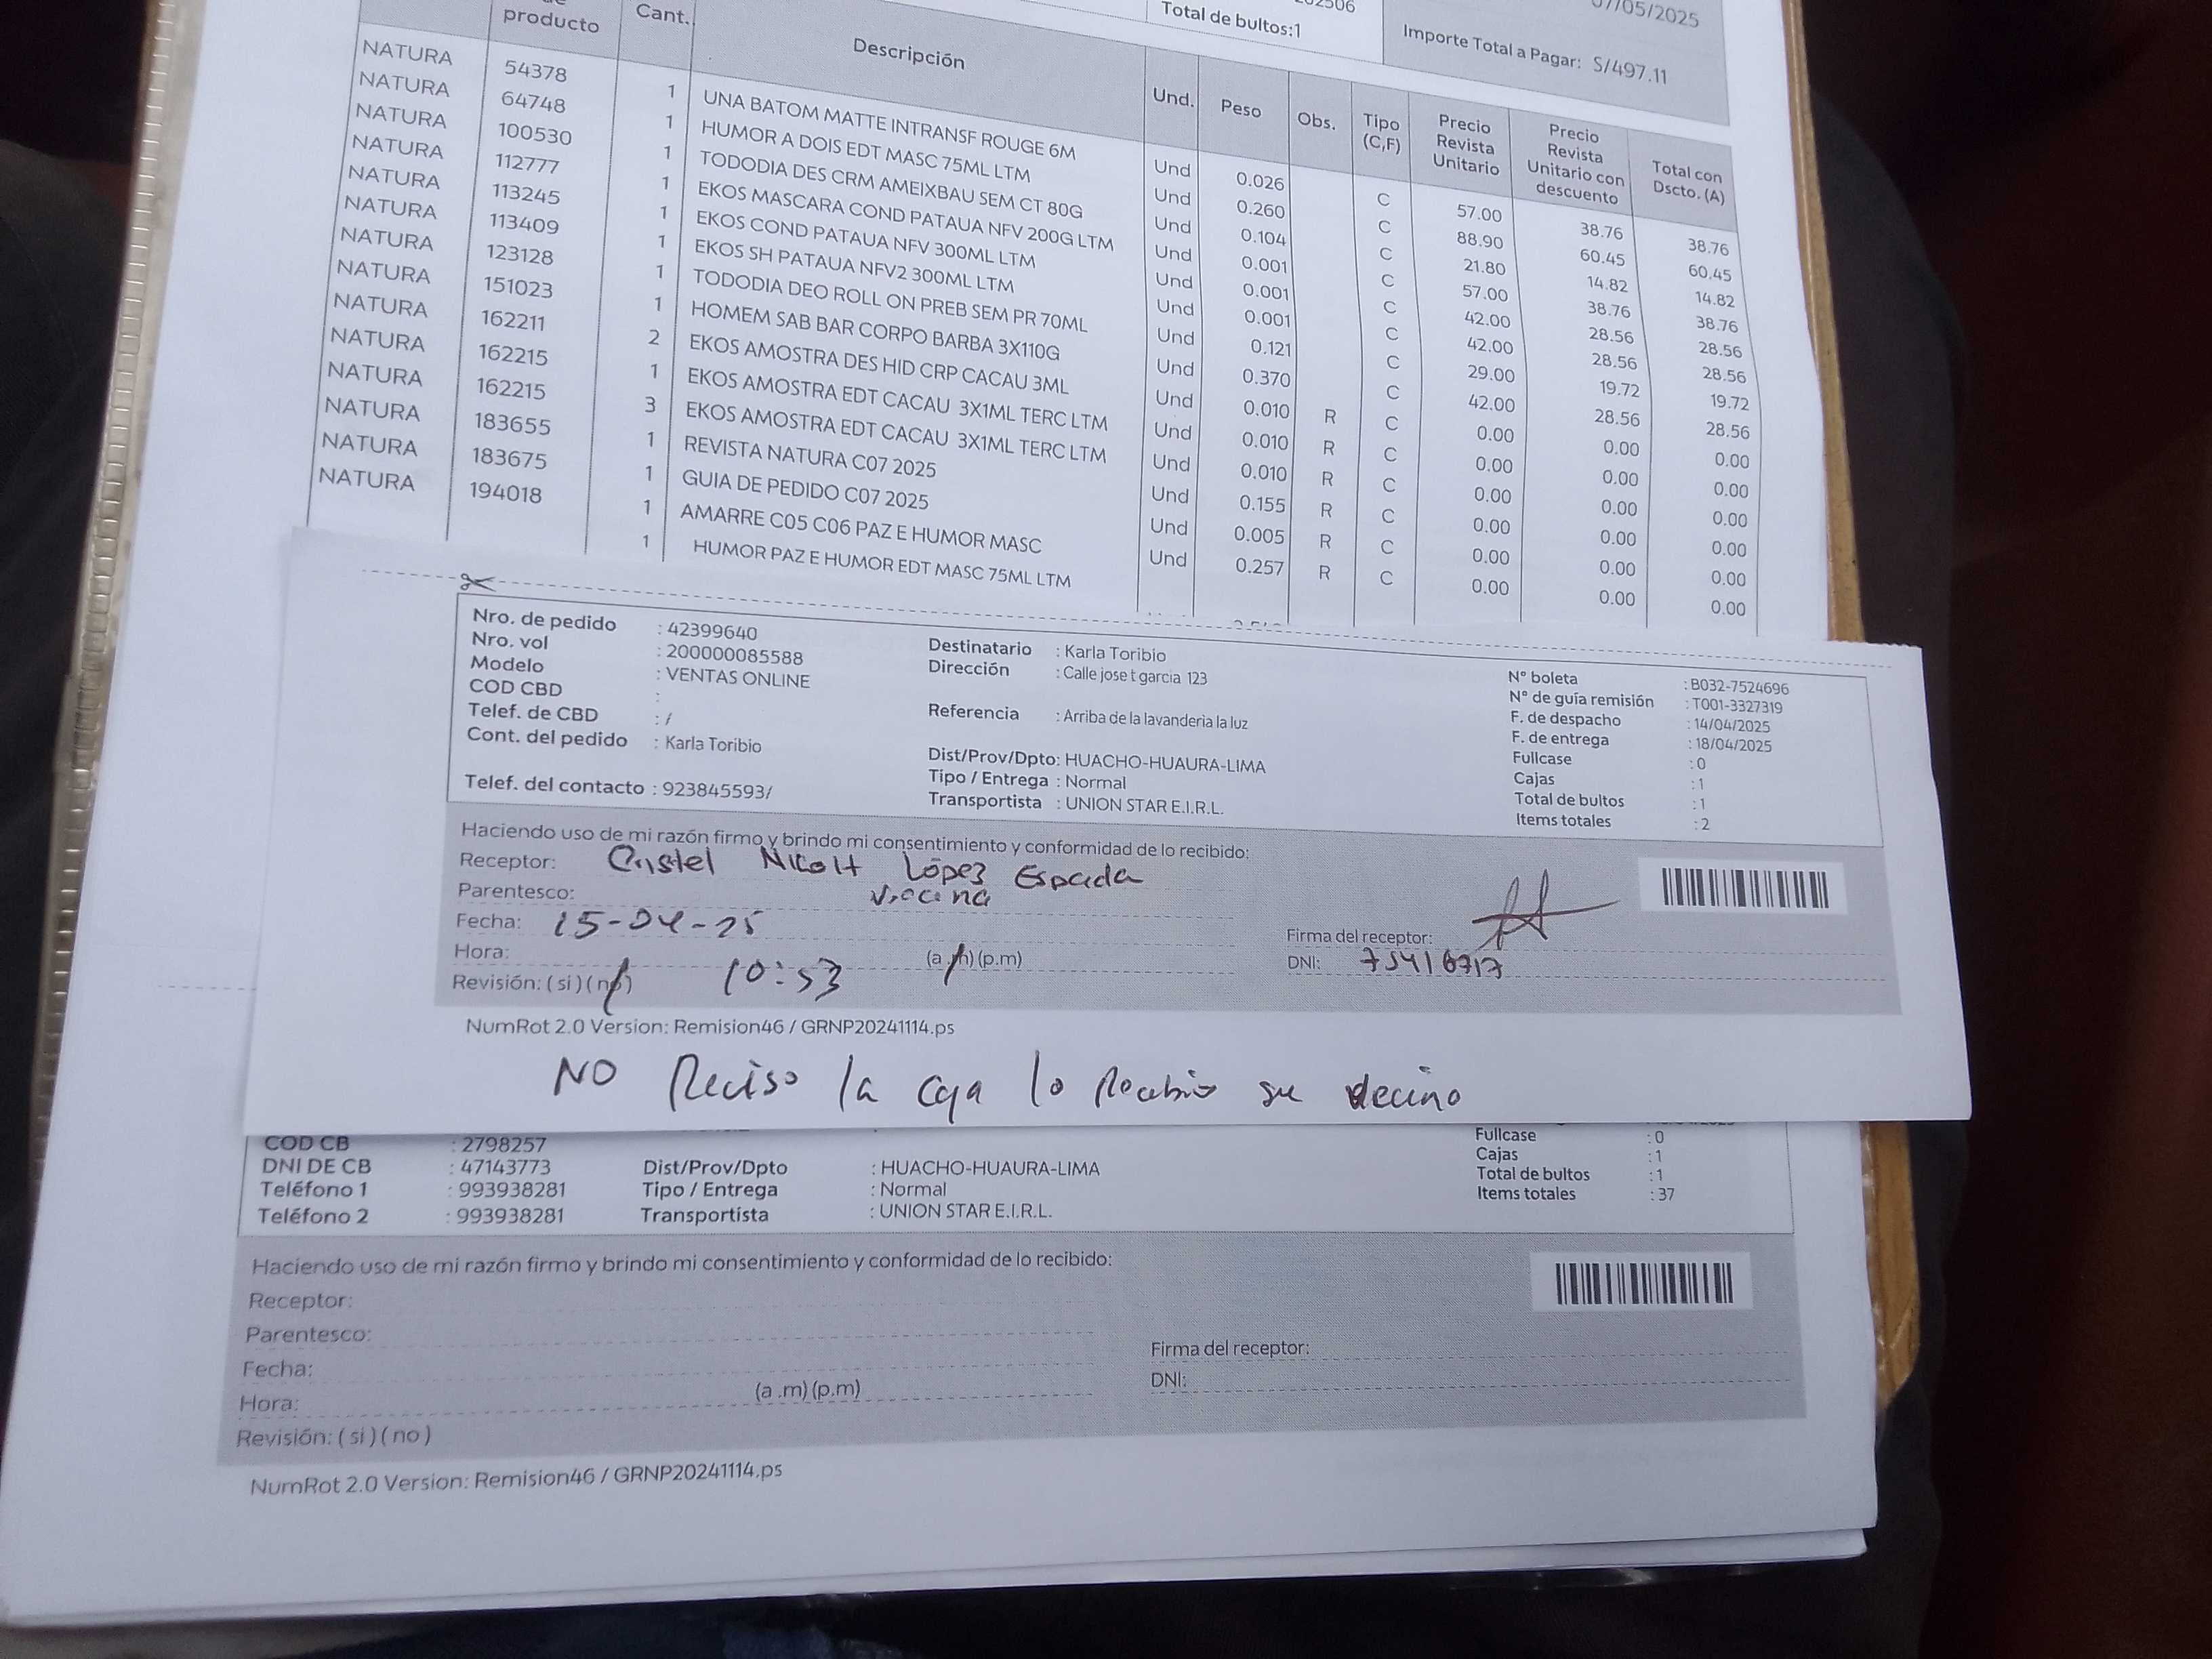 07/05/2025
Total de bultos:1
Importe Total a Pagar: S/497.11
producto Cant. Descripción Und. Peso Obs. Tipo (C,F) Precio Revista Unitario Precio Revista Unitario con descuento Total con Dscto. (A)
NATURA 54378 1 UNA BATOM MATTE INTRANSF ROUGE 6M Und 0.026 C 57.00 38.76 38.76
NATURA 64748 1 HUMOR A DOIS EDT MASC 75ML LTM Und 0.260 C 88.90 60.45 60.45
NATURA 100530 1 TODODIA DES CRM AMEIXBAU SEM CT 80G Und 0.104 C 21.80 14.82 14.82
NATURA 112777 1 EKOS MASCARA COND PATAUA NFV 200G LTM Und 0.001 C 57.00 38.76 38.76
NATURA 113245 1 EKOS COND PATAUA NFV 300ML LTM Und 0.001 C 42.00 28.56 28.56
NATURA 113409 1 EKOS SH PATAUA NFV2 300ML LTM Und 0.001 C 42.00 28.56 28.56
NATURA 123128 1 TODODIA DEO ROLL ON PREB SEM PR 70ML Und 0.121 C 29.00 19.72 19.72
NATURA 151023 1 HOMEM SAB BAR CORPO BARBA 3X110G Und 0.370 C 42.00 28.56 28.56
NATURA 162211 2 EKOS AMOSTRA DES HID CRP CACAU 3ML Und 0.010 R C 0.00 0.00 0.00
NATURA 162215 1 EKOS AMOSTRA EDT CACAU 3X1ML TERC LTM Und 0.010 R C 0.00 0.00 0.00
NATURA 162215 3 EKOS AMOSTRA EDT CACAU 3X1ML TERC LTM Und 0.010 R C 0.00 0.00 0.00
NATURA 183655 1 REVISTA NATURA C07 2025 Und 0.155 R C 0.00 0.00 0.00
NATURA 183675 1 GUIA DE PEDIDO C07 2025 Und 0.005 R C 0.00 0.00 0.00
NATURA 194018 1 AMARRE C05 C06 PAZ E HUMOR MASC Und 0.257 R C 0.00 0.00 0.00
1 HUMOR PAZ E HUMOR EDT MASC 75ML LTM
Nro. de pedido : 42399640
Nro. vol : 200000085588
Modelo : VENTAS ONLINE
COD CBD :
Telef. de CBD : /
Cont. del pedido : Karla Toribio
Telef. del contacto : 923845593/
Destinatario : Karla Toribio
Dirección : Calle jose t garcia 123
Referencia : Arriba de la lavanderia la luz
Dist/Prov/Dpto: HUACHO-HUAURA-LIMA
Tipo / Entrega : Normal
Transportista : UNION STAR E.I.R.L.
N° boleta : B032-7524696
N° de guía remisión : T001-3327319
F. de despacho : 14/04/2025
F. de entrega : 18/04/2025
Fullcase : 0
Cajas : 1
Total de bultos : 1
Items totales : 2
Haciendo uso de mi razón firmo y brindo mi consentimiento y conformidad de lo recibido:
Receptor: Cristel Nicolt López Espada
Parentesco: Vecina
Fecha: 15-04-25
Hora: 10:53 (a.m) (p.m)
Revisión: ( si ) ( no )
Firma del receptor:
DNI: 75416717
NumRot 2.0 Version: Remision46 / GRNP20241114.ps
NO Reviso la caja lo Recibio su vecino
COD CB : 2798257
DNI DE CB : 47143773
Teléfono 1 : 993938281
Teléfono 2 : 993938281
Dist/Prov/Dpto : HUACHO-HUAURA-LIMA
Tipo / Entrega : Normal
Transportista : UNION STAR E.I.R.L.
Fullcase : 0
Cajas : 1
Total de bultos : 1
Items totales : 37
Haciendo uso de mi razón firmo y brindo mi consentimiento y conformidad de lo recibido:
Receptor:
Parentesco:
Fecha:
Hora: (a .m) (p.m)
Revisión: ( si ) ( no )
Firma del receptor:
DNI:
NumRot 2.0 Version: Remision46 / GRNP20241114.ps